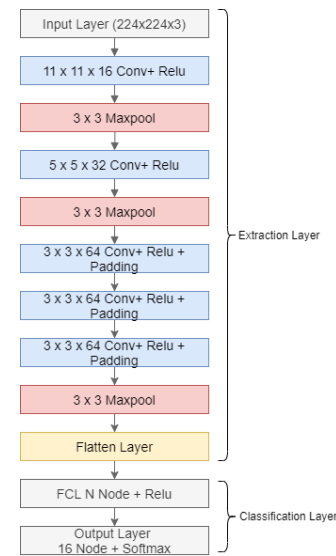 Input Layer (224x224x3)
11 x 11 x 16 Conv+ Relu
3 x 3 Maxpool
5 x 5 x 32 Conv+ Relu
3 x 3 Maxpool
3 x 3 x 64 Conv+ Relu +
Padding
3 x 3 x 64 Conv+ Relu +
Padding
3 x 3 x 64 Conv+ Relu +
Padding
3 x 3 Maxpool
Flatten Layer
Extraction Layer
FCL N Node + Relu
Output Layer
16 Node + Softmax
Classification Layer